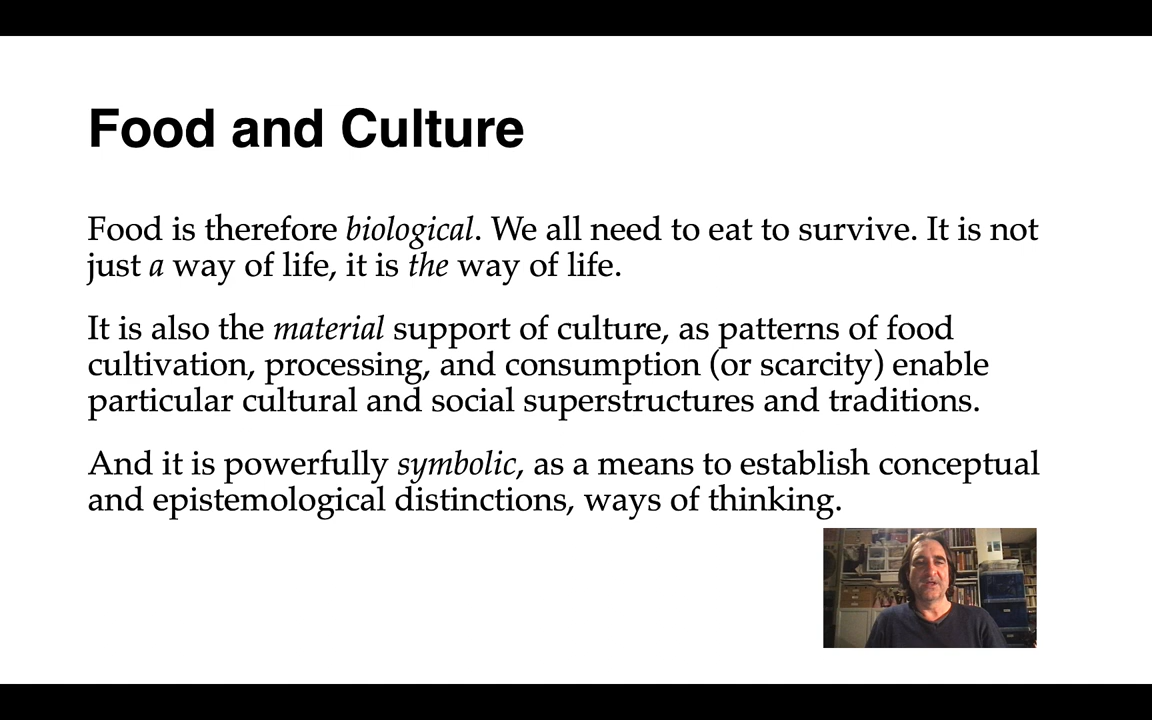 Food and Culture
Food is therefore biological. We all need to eat to survive. It is not
just a way of life, it is the way of life.
It is also the material support of culture, as patterns of food
cultivation, processing, and consumption (or scarcity) enable
particular cultural and social superstructures and traditions.
And it is powerfully symbolic, as a means to establish conceptual
and epistemological distinctions, ways of thinking.